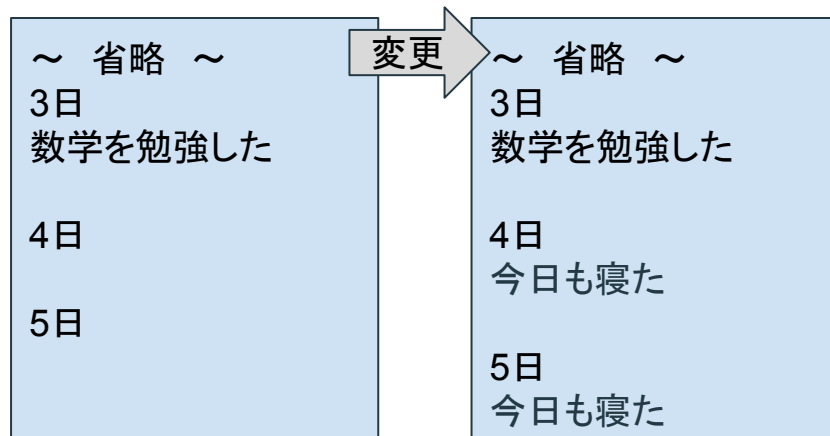 ～ 省略 ～
3日
数学を勉強した
4日
5日
変更
～ 省略 ～
3日
数学を勉強した
4日
今日も寝た
5日
今日も寝た